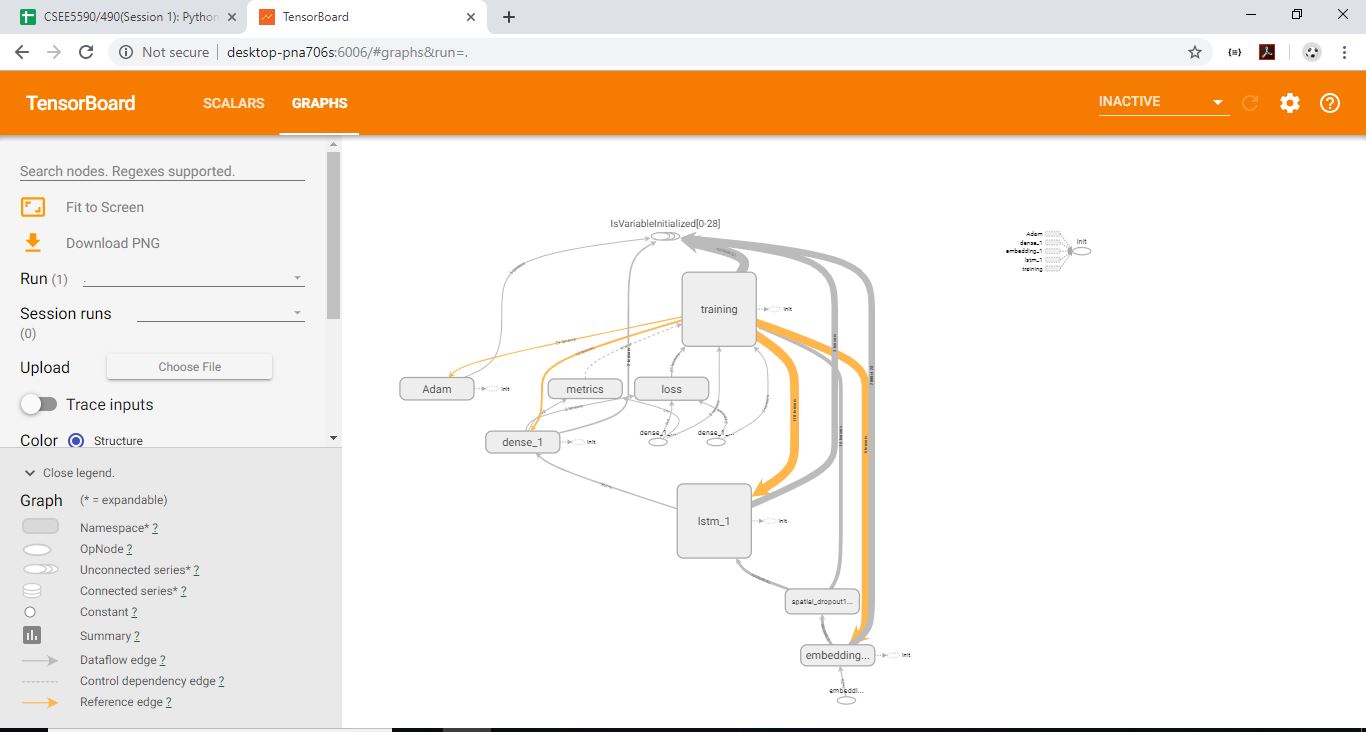 CSEE5590/490(Session 1): Python
TensorBoard
Not secure
desktop-pna706s:6006/#graphs&run=.
TensorBoard
SCALARS
GRAPHS
INACTIVE
Search nodes. Regexes supported.
Fit to Screen
Download PNG
Run (1)
.
Session runs
(0)
Upload
Choose File
Trace inputs
Color
Structure
Close legend.
Graph
(* = expandable)
Namespace* ?
OpNode ?
Unconnected series* ?
Connected series* ?
Constant ?
Summary ?
Dataflow edge ?
Control dependency edge ?
Reference edge ?
IsVariableInitialized[0-28]
training
init
Adam
init
metrics
loss
dense_1_...
dense_1_...
dense_1
init
lstm_1
init
spatial_dropout1...
embedding...
init
embeddi...
Adam
dense_1
embedding_1
lstm_1
training
init